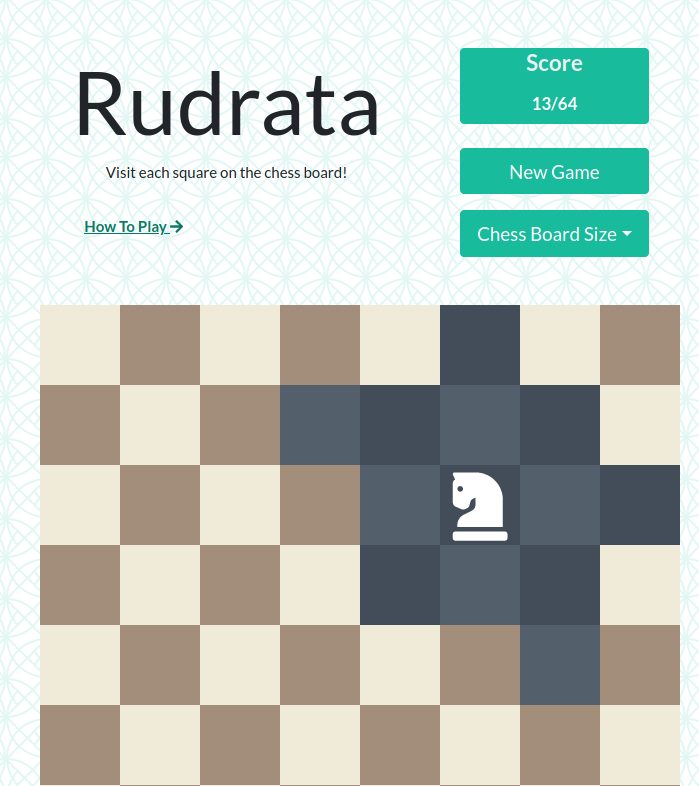 Rudrata
Visit each square on the chess board!
How To Play
Score
13/64
New Game
Chess Board Size